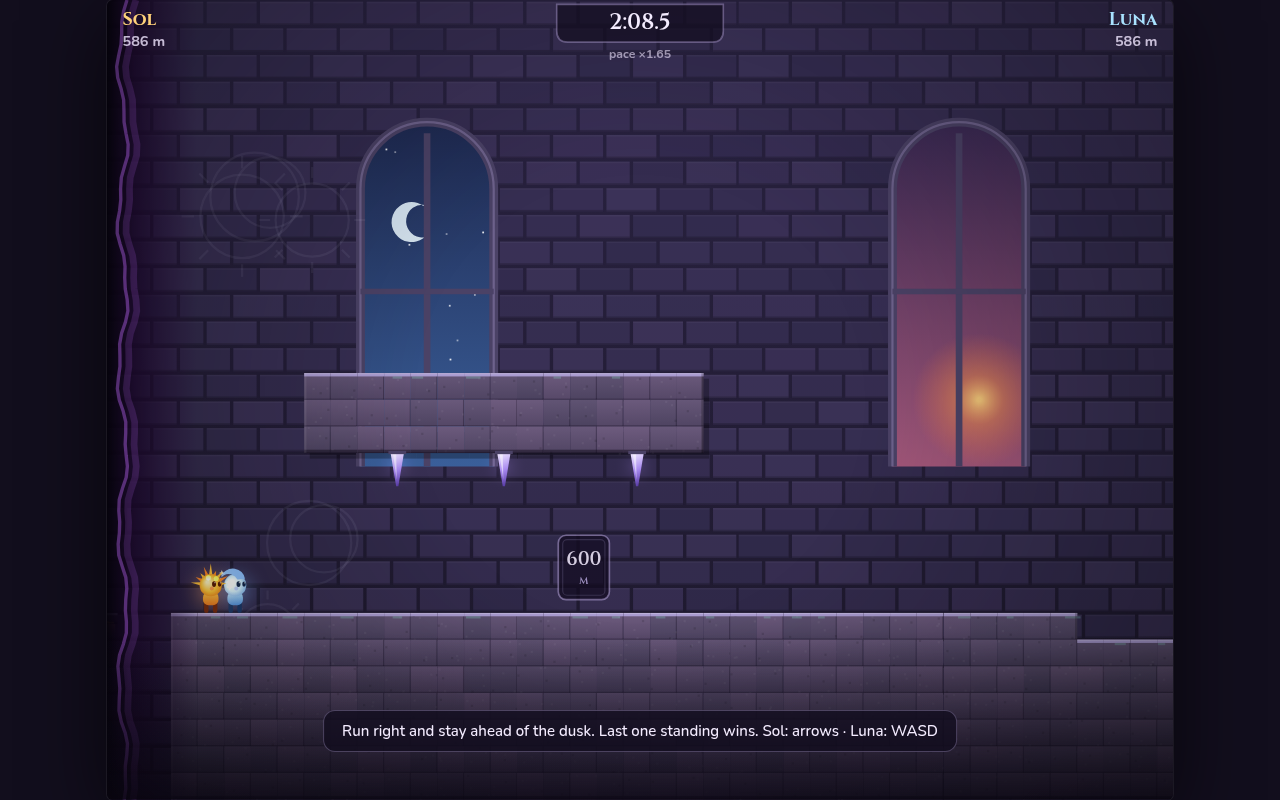 Sol
586 m
2:08.5
pace ×1.65
Luna
586 m
600
M
Run right and stay ahead of the dusk. Last one standing wins. Sol: arrows · Luna: WASD